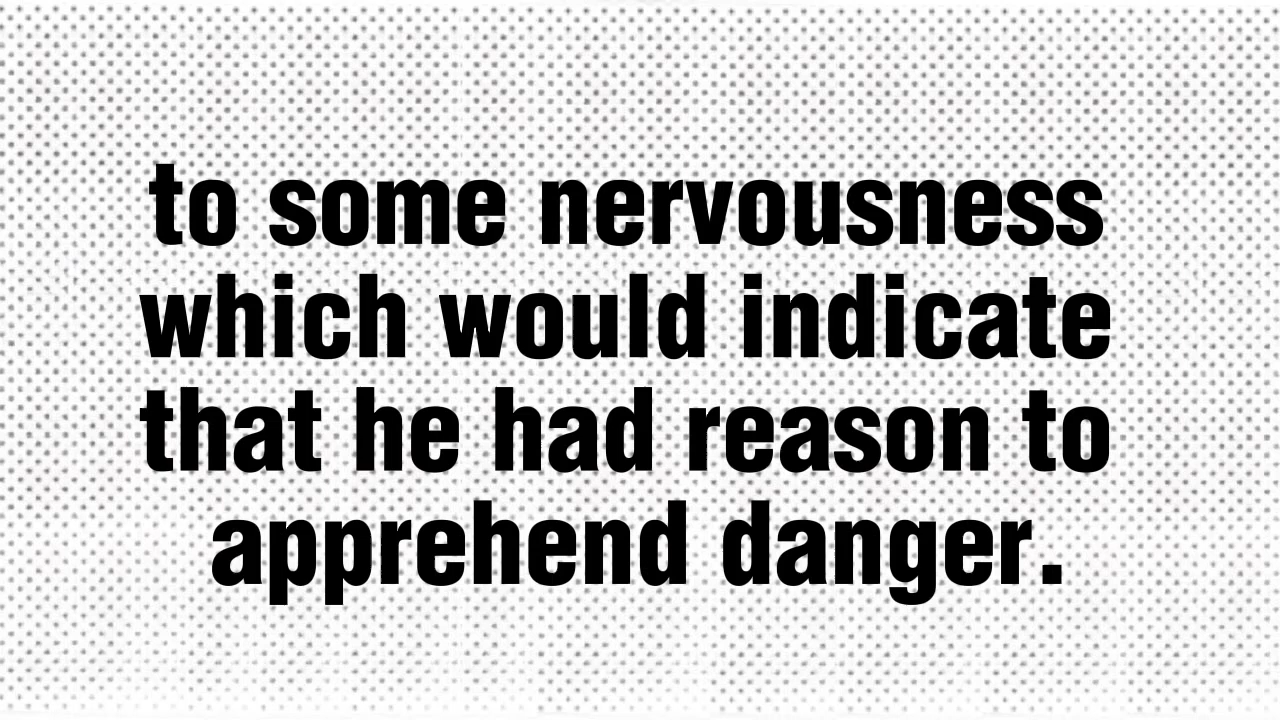 to some nervousness
which would indicate
that he had reason to
apprehend danger.